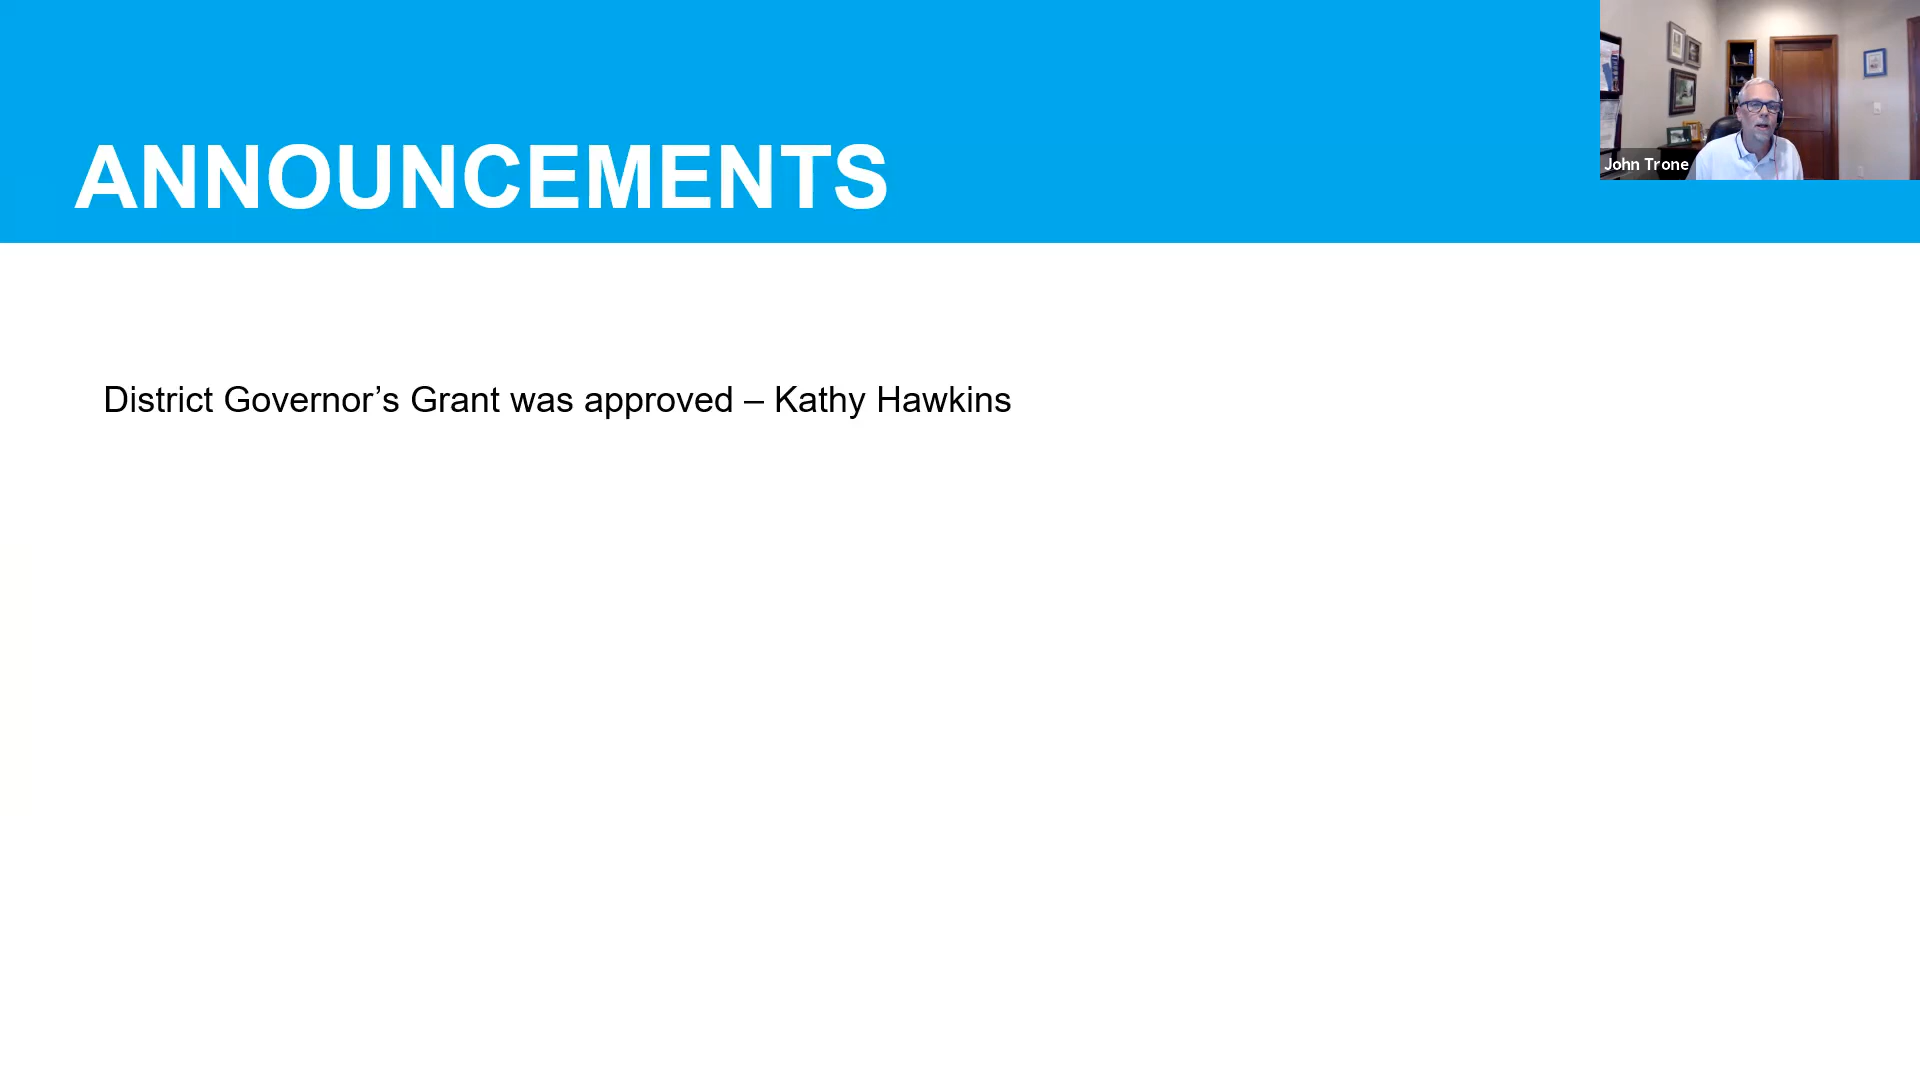 ANNOUNCEMENTS
John Trone
District Governor’s Grant was approved – Kathy Hawkins